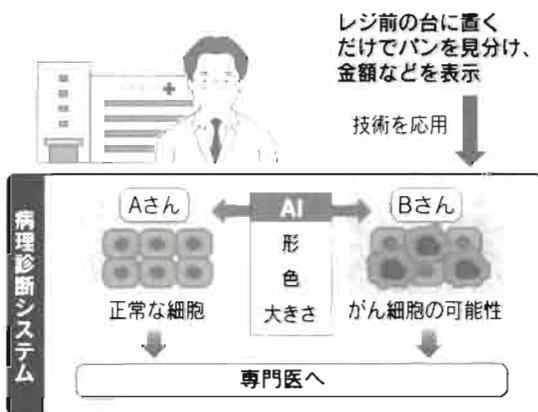 レジ前の台に置く
だけでパンを見分け、
金額などを表示
技術を応用
病理診断システム
Aさん
AI
Bさん
形
色
大きさ
正常な細胞
がん細胞の可能性
専門医へ